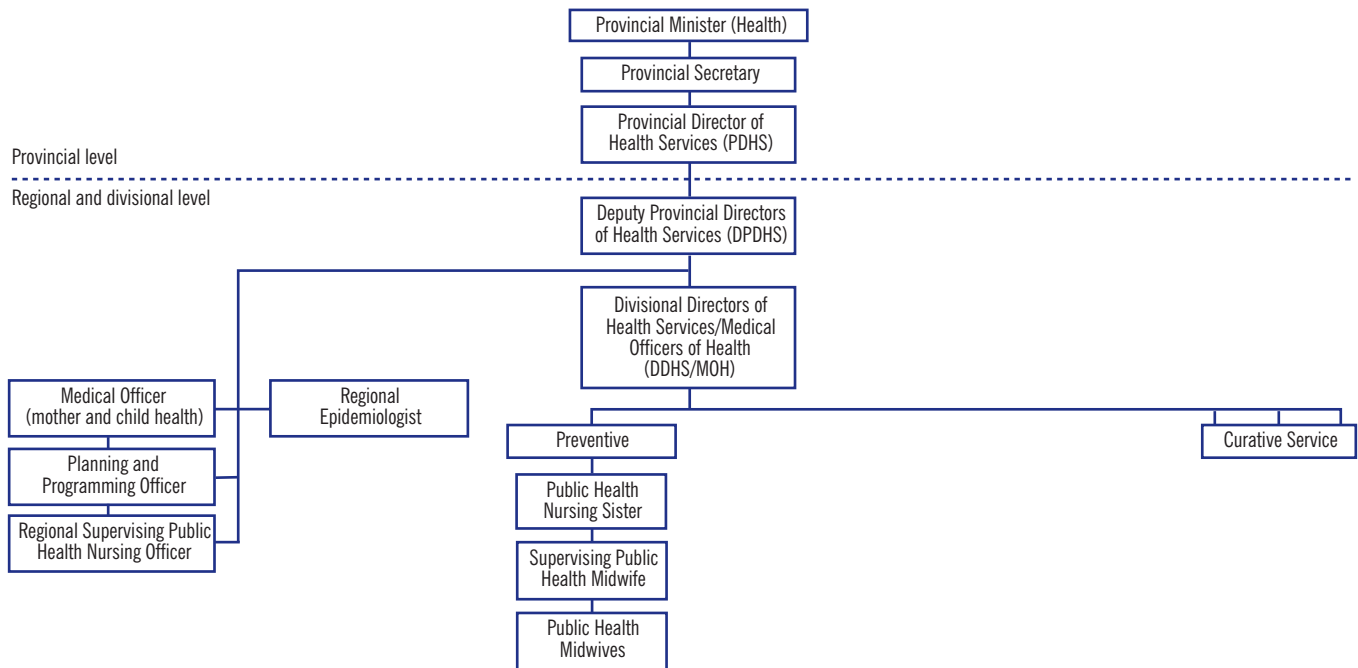 Provincial Minister (Health)
Provincial Secretary
Provincial Director of
Health Services (PDHS)
Provincial level
Regional and divisional level
Deputy Provincial Directors
of Health Services (DPDHS)
Divisional Directors of
Health Services/Medical
Officers of Health
(DDHS/MOH)
Medical Officer
(mother and child health)
Regional
Epidemiologist
Planning and
Programming Officer
Regional Supervising Public
Health Nursing Officer
Preventive
Curative Service
Public Health
Nursing Sister
Supervising Public
Health Midwife
Public Health
Midwives